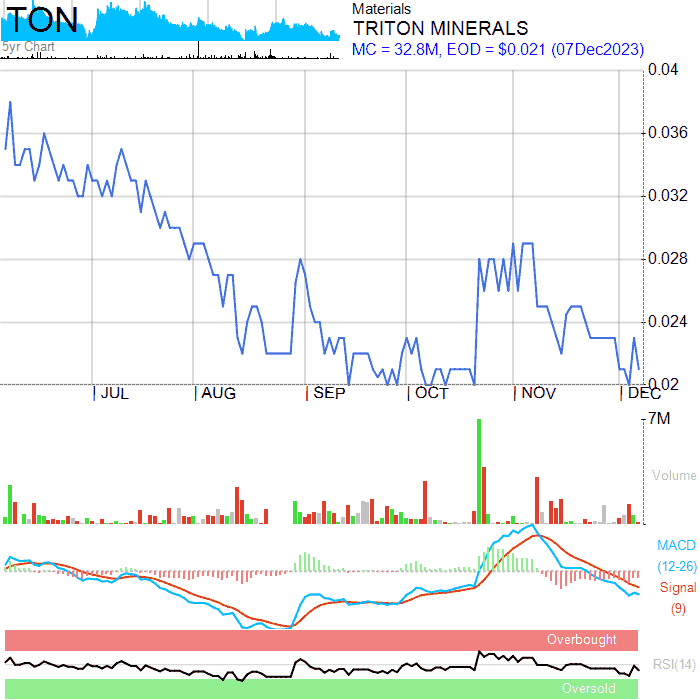 TON
5yr Chart
Materials
TRITON MINERALS
MC = 32.8M, EOD = $0.021 (07Dec2023)
0.04
0.036
0.032
0.028
0.024
0.02
JUL AUG SEP OCT NOV DEC
7M
Volume
MACD
(12-26)
Signal
(9)
Overbought
RSI(14)
Oversold